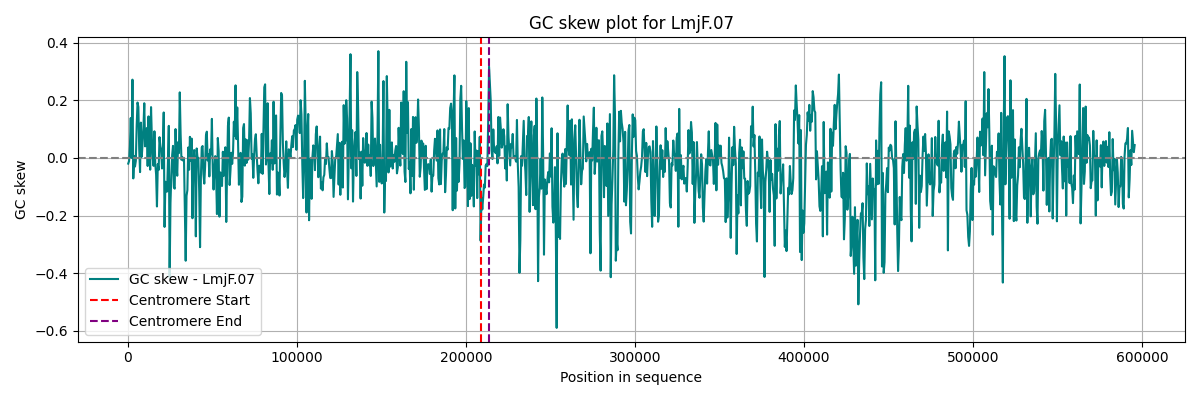 GC skew plot for LmjF.07
GC skew
0.4
0.2
0.0
−0.2
−0.4
−0.6
GC skew - LmjF.07
Centromere Start
Centromere End
0 100000 200000 300000 400000 500000 600000
Position in sequence